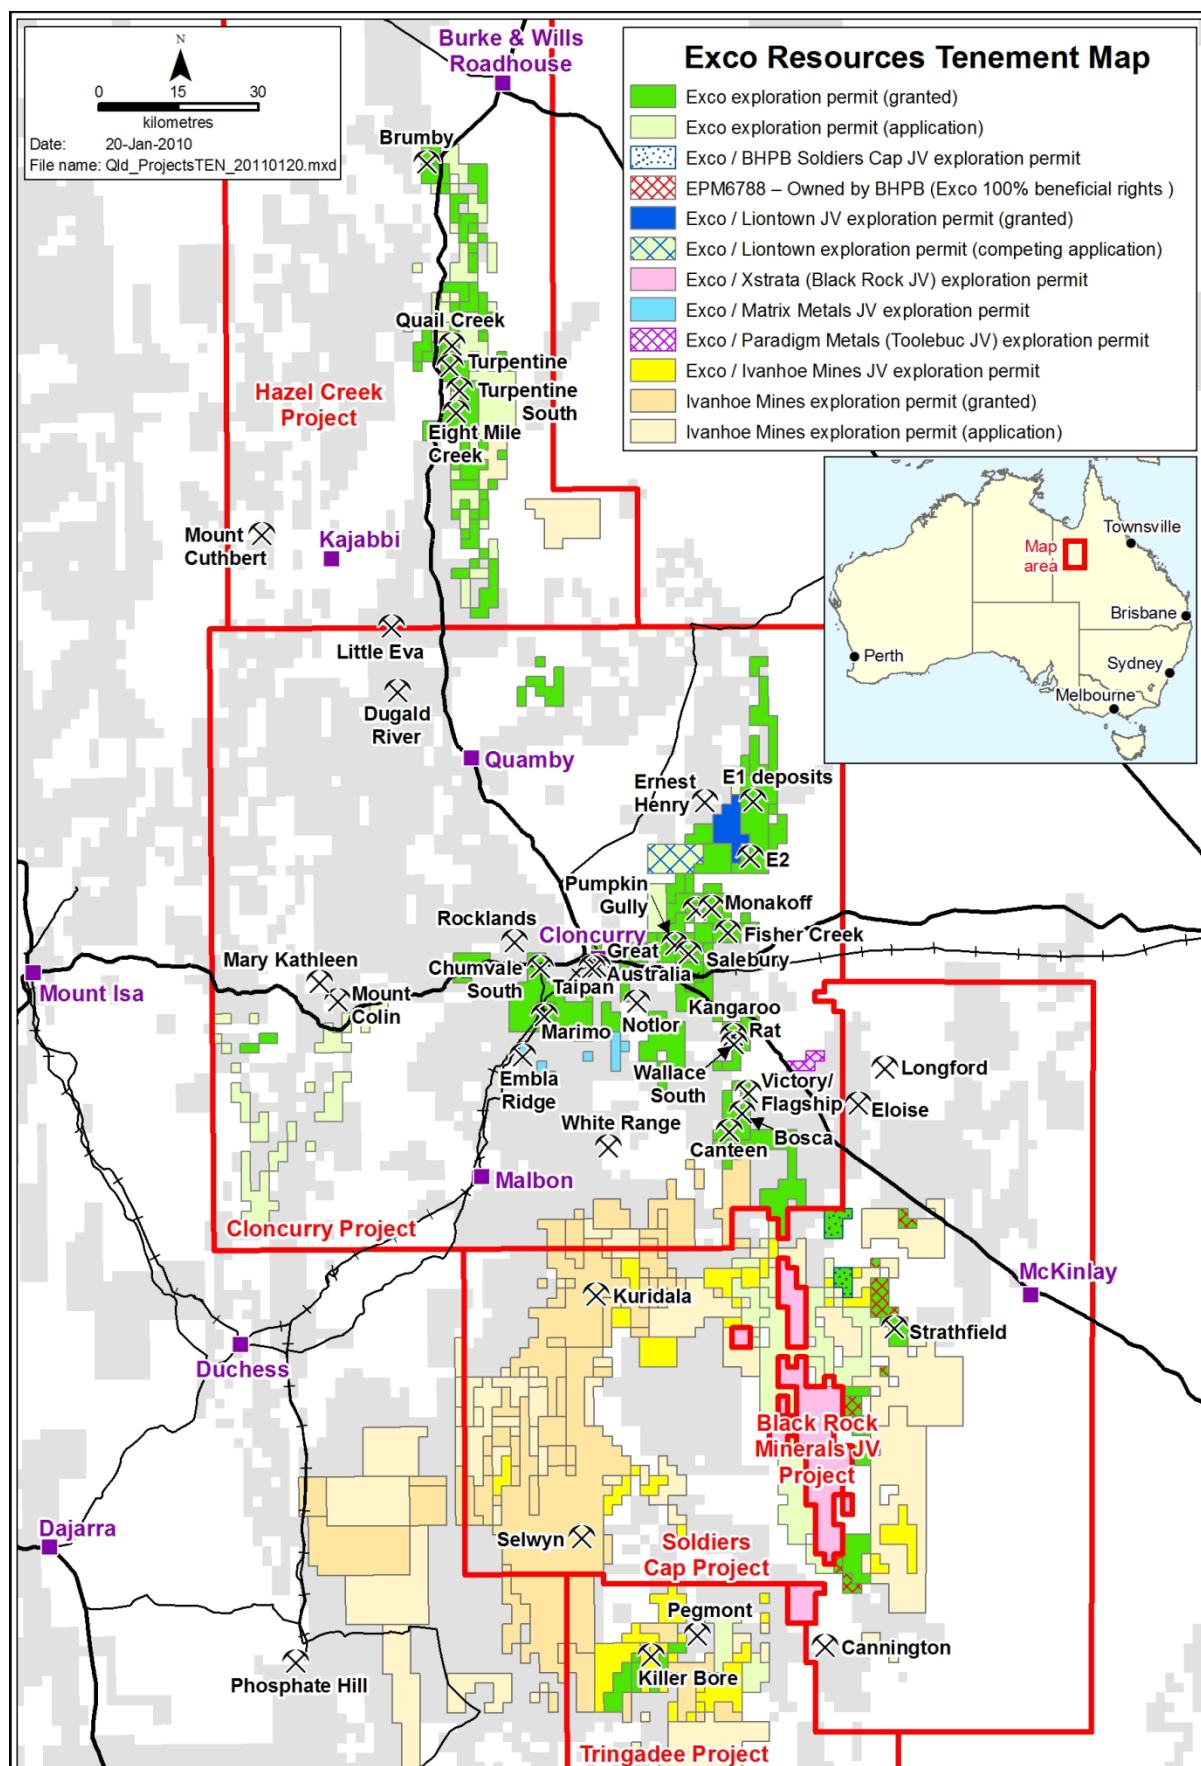 N
0 15 30
kilometres
Date: 20-Jan-2010
File name: Qld_ProjectsTEN_20110120.mxd
Burke & Wills
Roadhouse
Exco Resources Tenement Map
Exco exploration permit (granted)
Exco exploration permit (application)
Exco / BHPB Soldiers Cap JV exploration permit
EPM6788 – Owned by BHPB (Exco 100% beneficial rights )
Exco / Liontown JV exploration permit (granted)
Exco / Liontown exploration permit (competing application)
Exco / Xstrata (Black Rock JV) exploration permit
Exco / Matrix Metals JV exploration permit
Exco / Paradigm Metals (Toolebuc JV) exploration permit
Exco / Ivanhoe Mines JV exploration permit
Ivanhoe Mines exploration permit (granted)
Ivanhoe Mines exploration permit (application)
Townsville
Map
area
Brisbane
Perth
Sydney
Melbourne
Brumby
Quail Creek
Turpentine
Turpentine
South
Hazel Creek
Project
Eight Mile
Creek
Mount
Cuthbert
Kajabbi
Little Eva
Dugald
River
Quamby
Ernest
Henry
E1 deposits
E2
Pumpkin
Gully
Monakoff
Rocklands
Cloncurry
Fisher Creek
Great
Australia
Salebury
Mary Kathleen
Chumvale
South
Taipan
Mount Isa
Mount
Colin
Marimo
Notlor
Kangaroo
Rat
Longford
Embla
Ridge
Wallace
South
Victory/
Flagship
Eloise
White Range
Bosca
Canteen
Malbon
Cloncurry Project
McKinlay
Kuridala
Strathfield
Duchess
Black Rock
Minerals JV
Project
Dajarra
Selwyn
Soldiers
Cap Project
Pegmont
Cannington
Phosphate Hill
Killer Bore
Tringadee Project